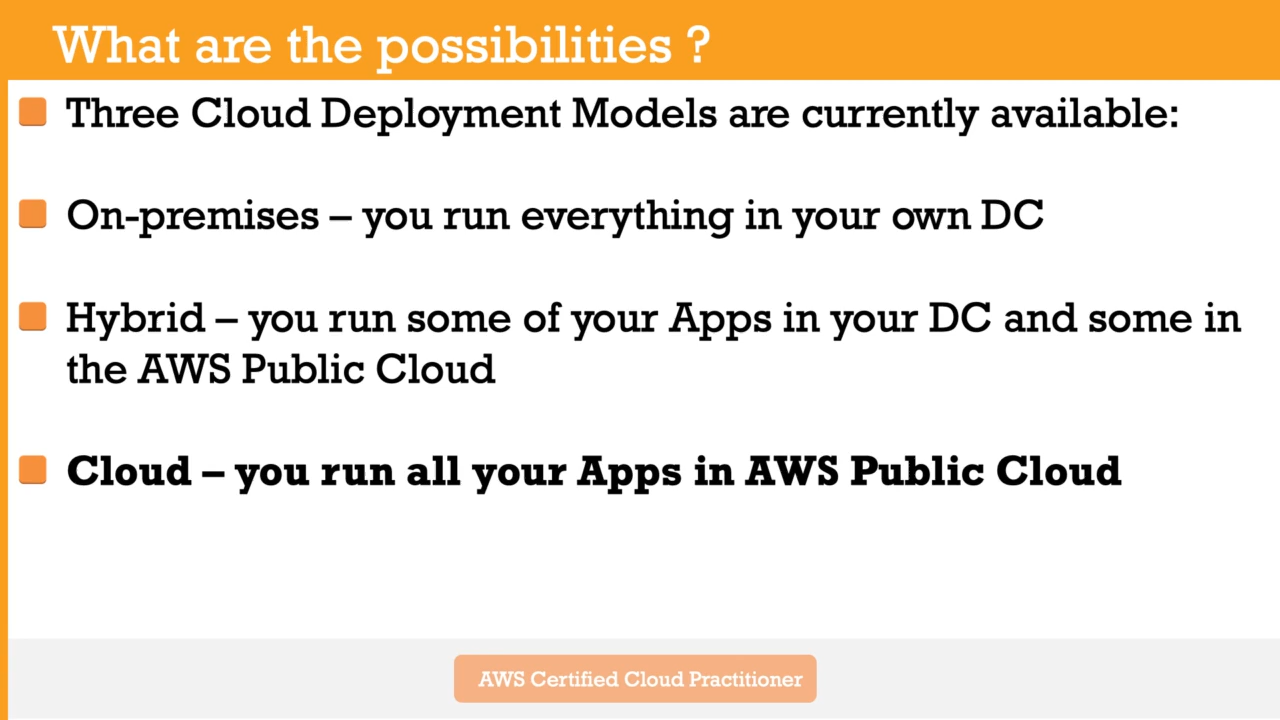 What are the possibilities ?
Three Cloud Deployment Models are currently available:
On-premises – you run everything in your own DC
Hybrid – you run some of your Apps in your DC and some in
the AWS Public Cloud
Cloud – you run all your Apps in AWS Public Cloud
AWS Certified Cloud Practitioner